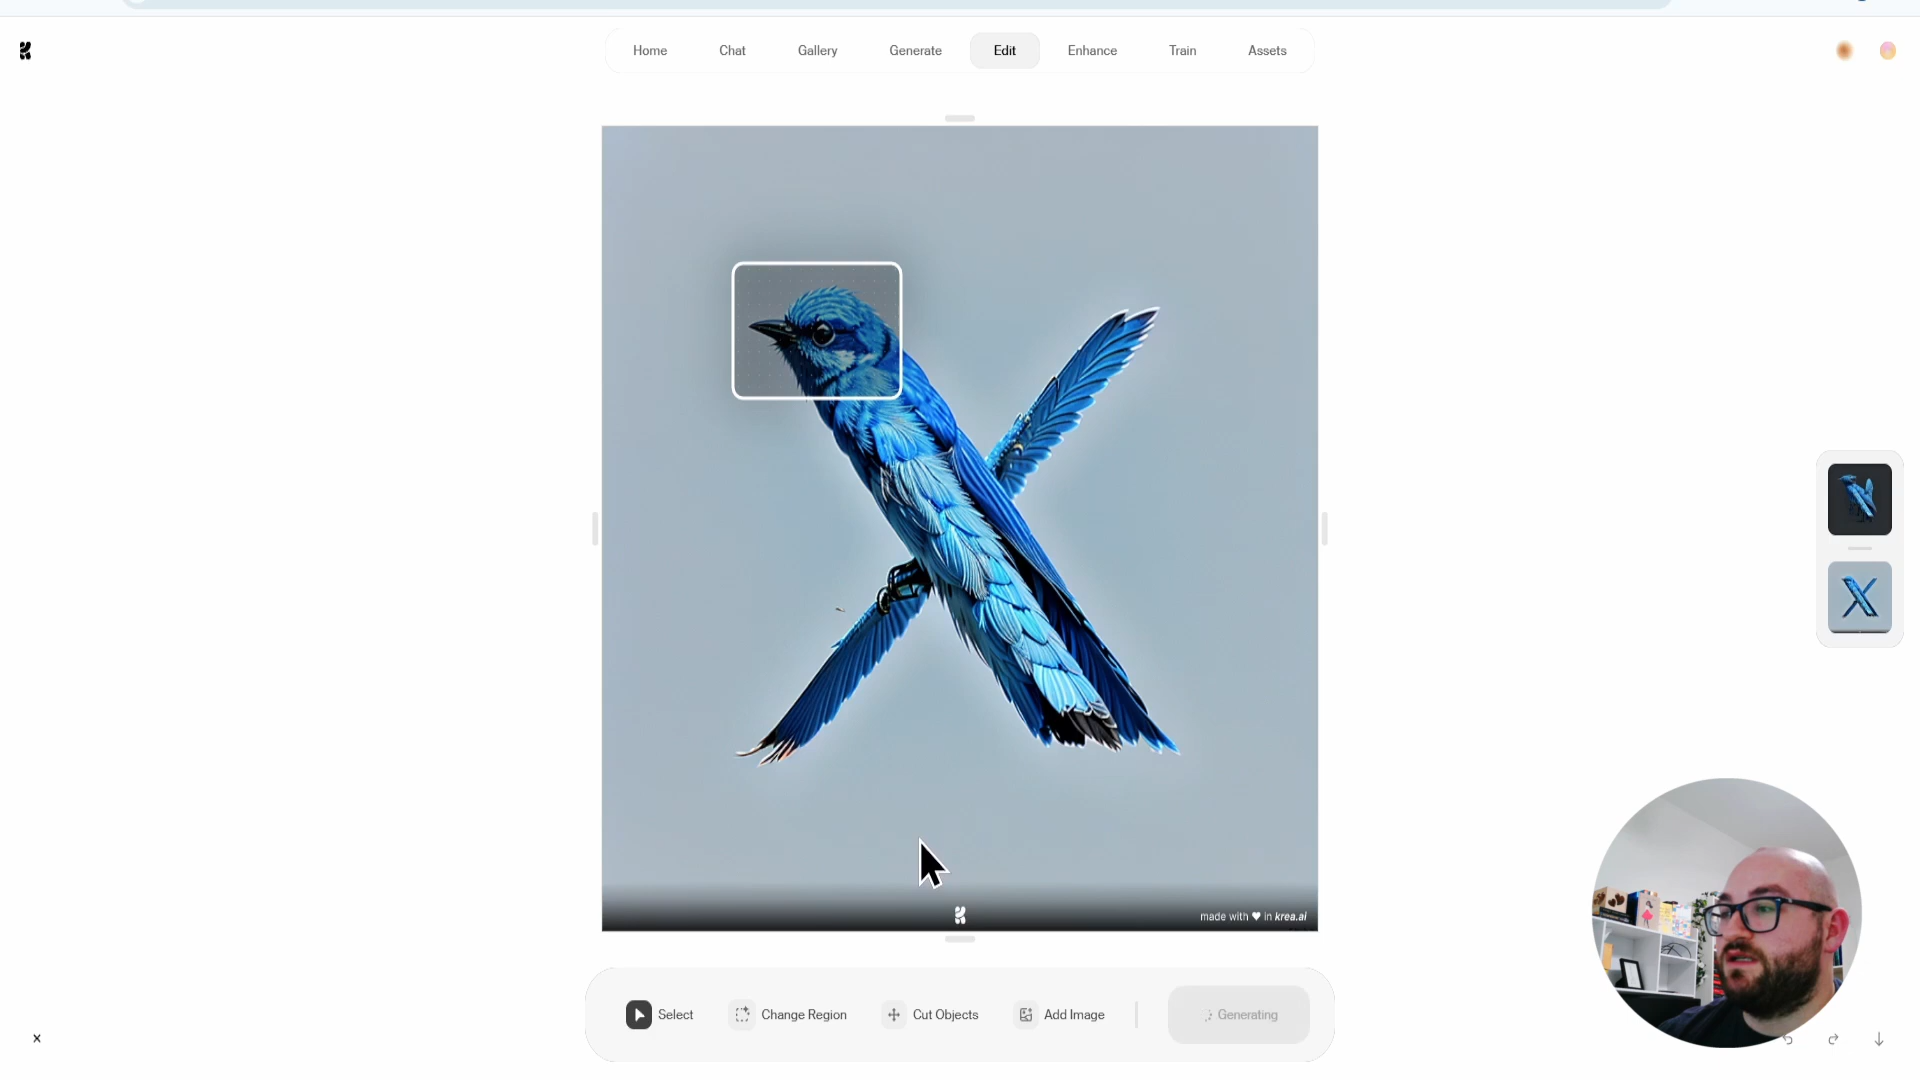 Home Chat Gallery Generate Edit Enhance Train Assets
made with ♥ in krea.ai
Select Change Region Cut Objects Add Image Generating